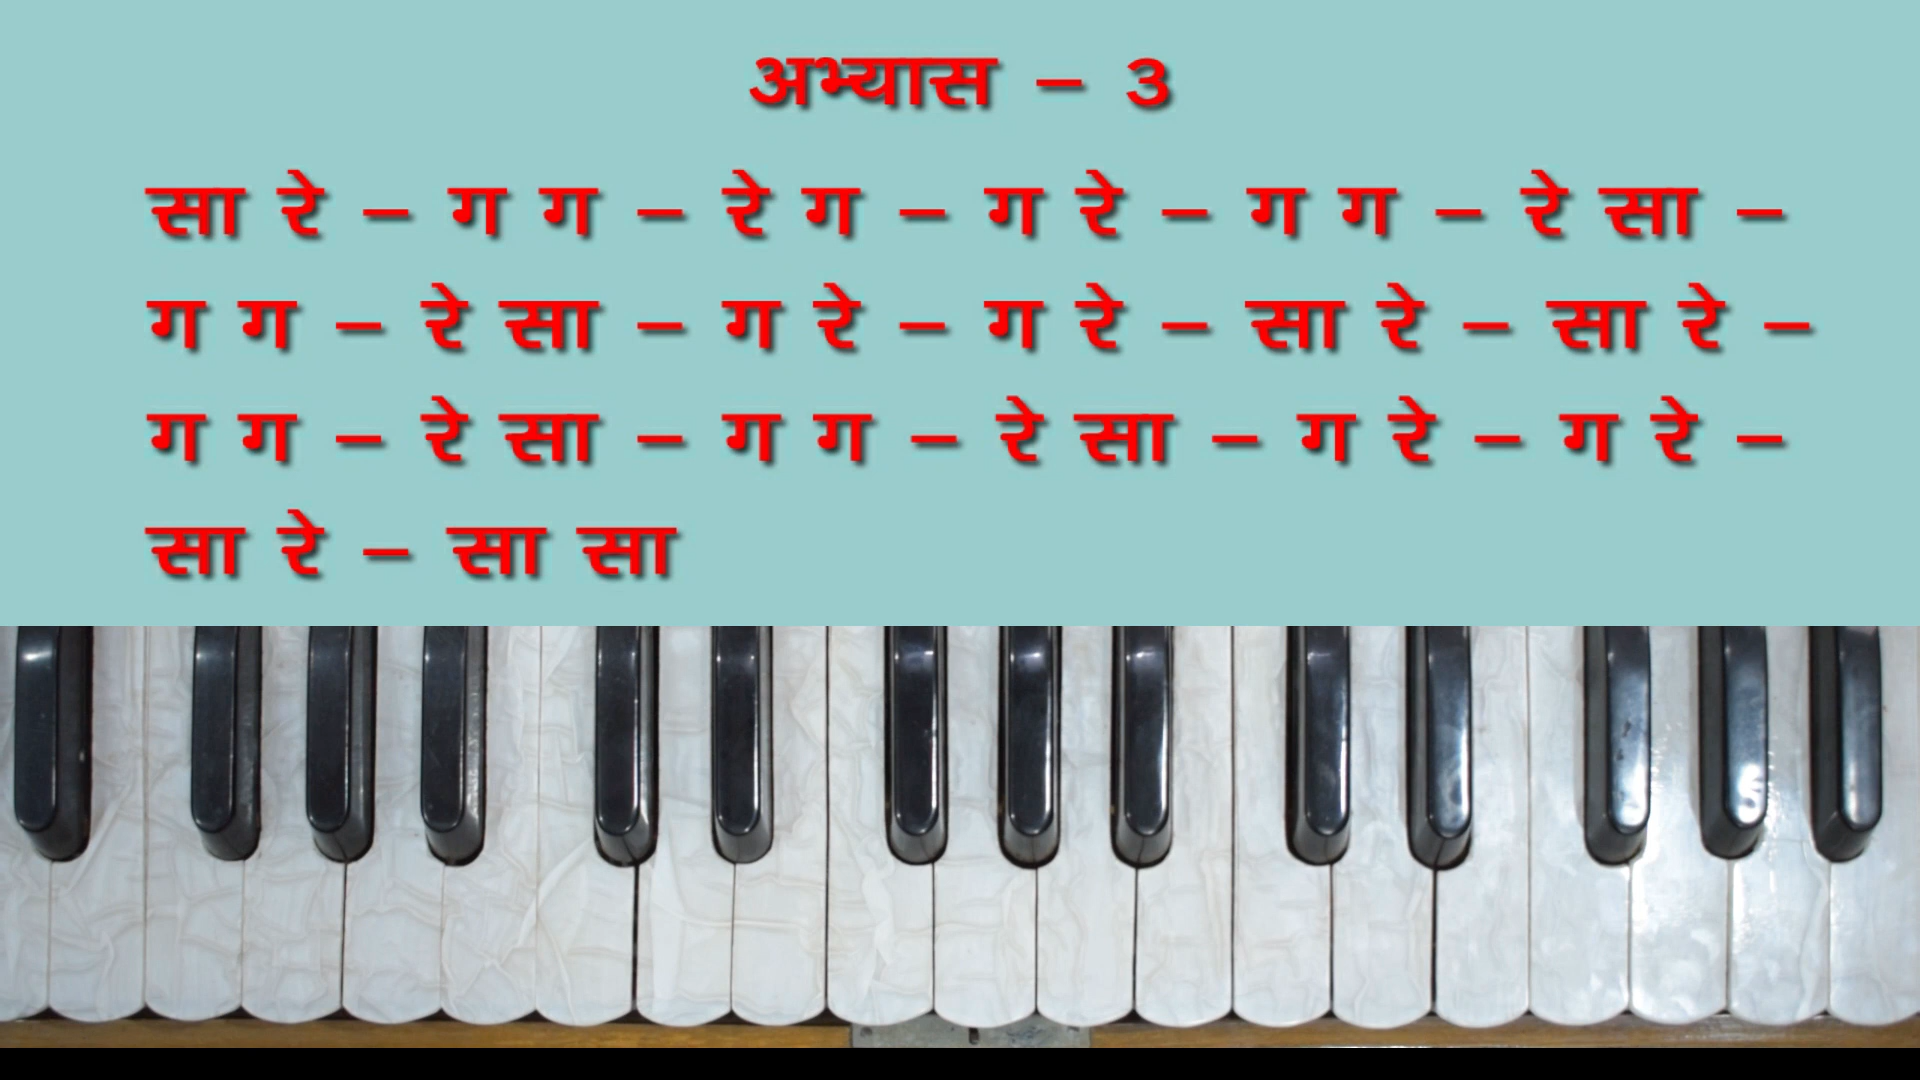 अभ्यास – 3
सा रे – ग ग – रे ग – ग रे – ग ग – रे सा –
ग ग – रे सा – ग रे – ग रे – सा रे – सा रे –
ग ग – रे सा – ग ग – रे सा – ग रे – ग रे –
सा रे – सा सा